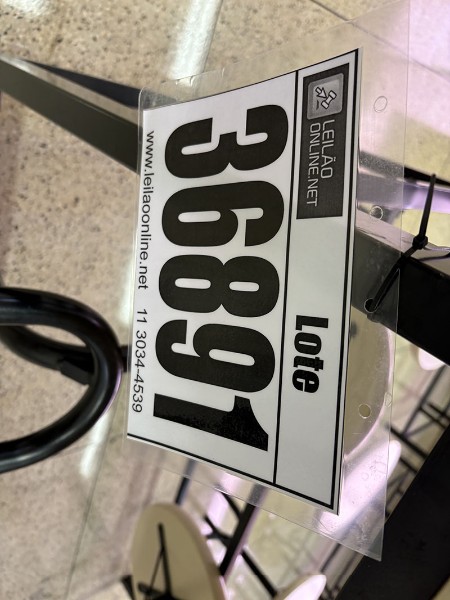 LEILÃO
ONLINE.NET
Lote
36891
www.leilaoonline.net 11 3034-4539